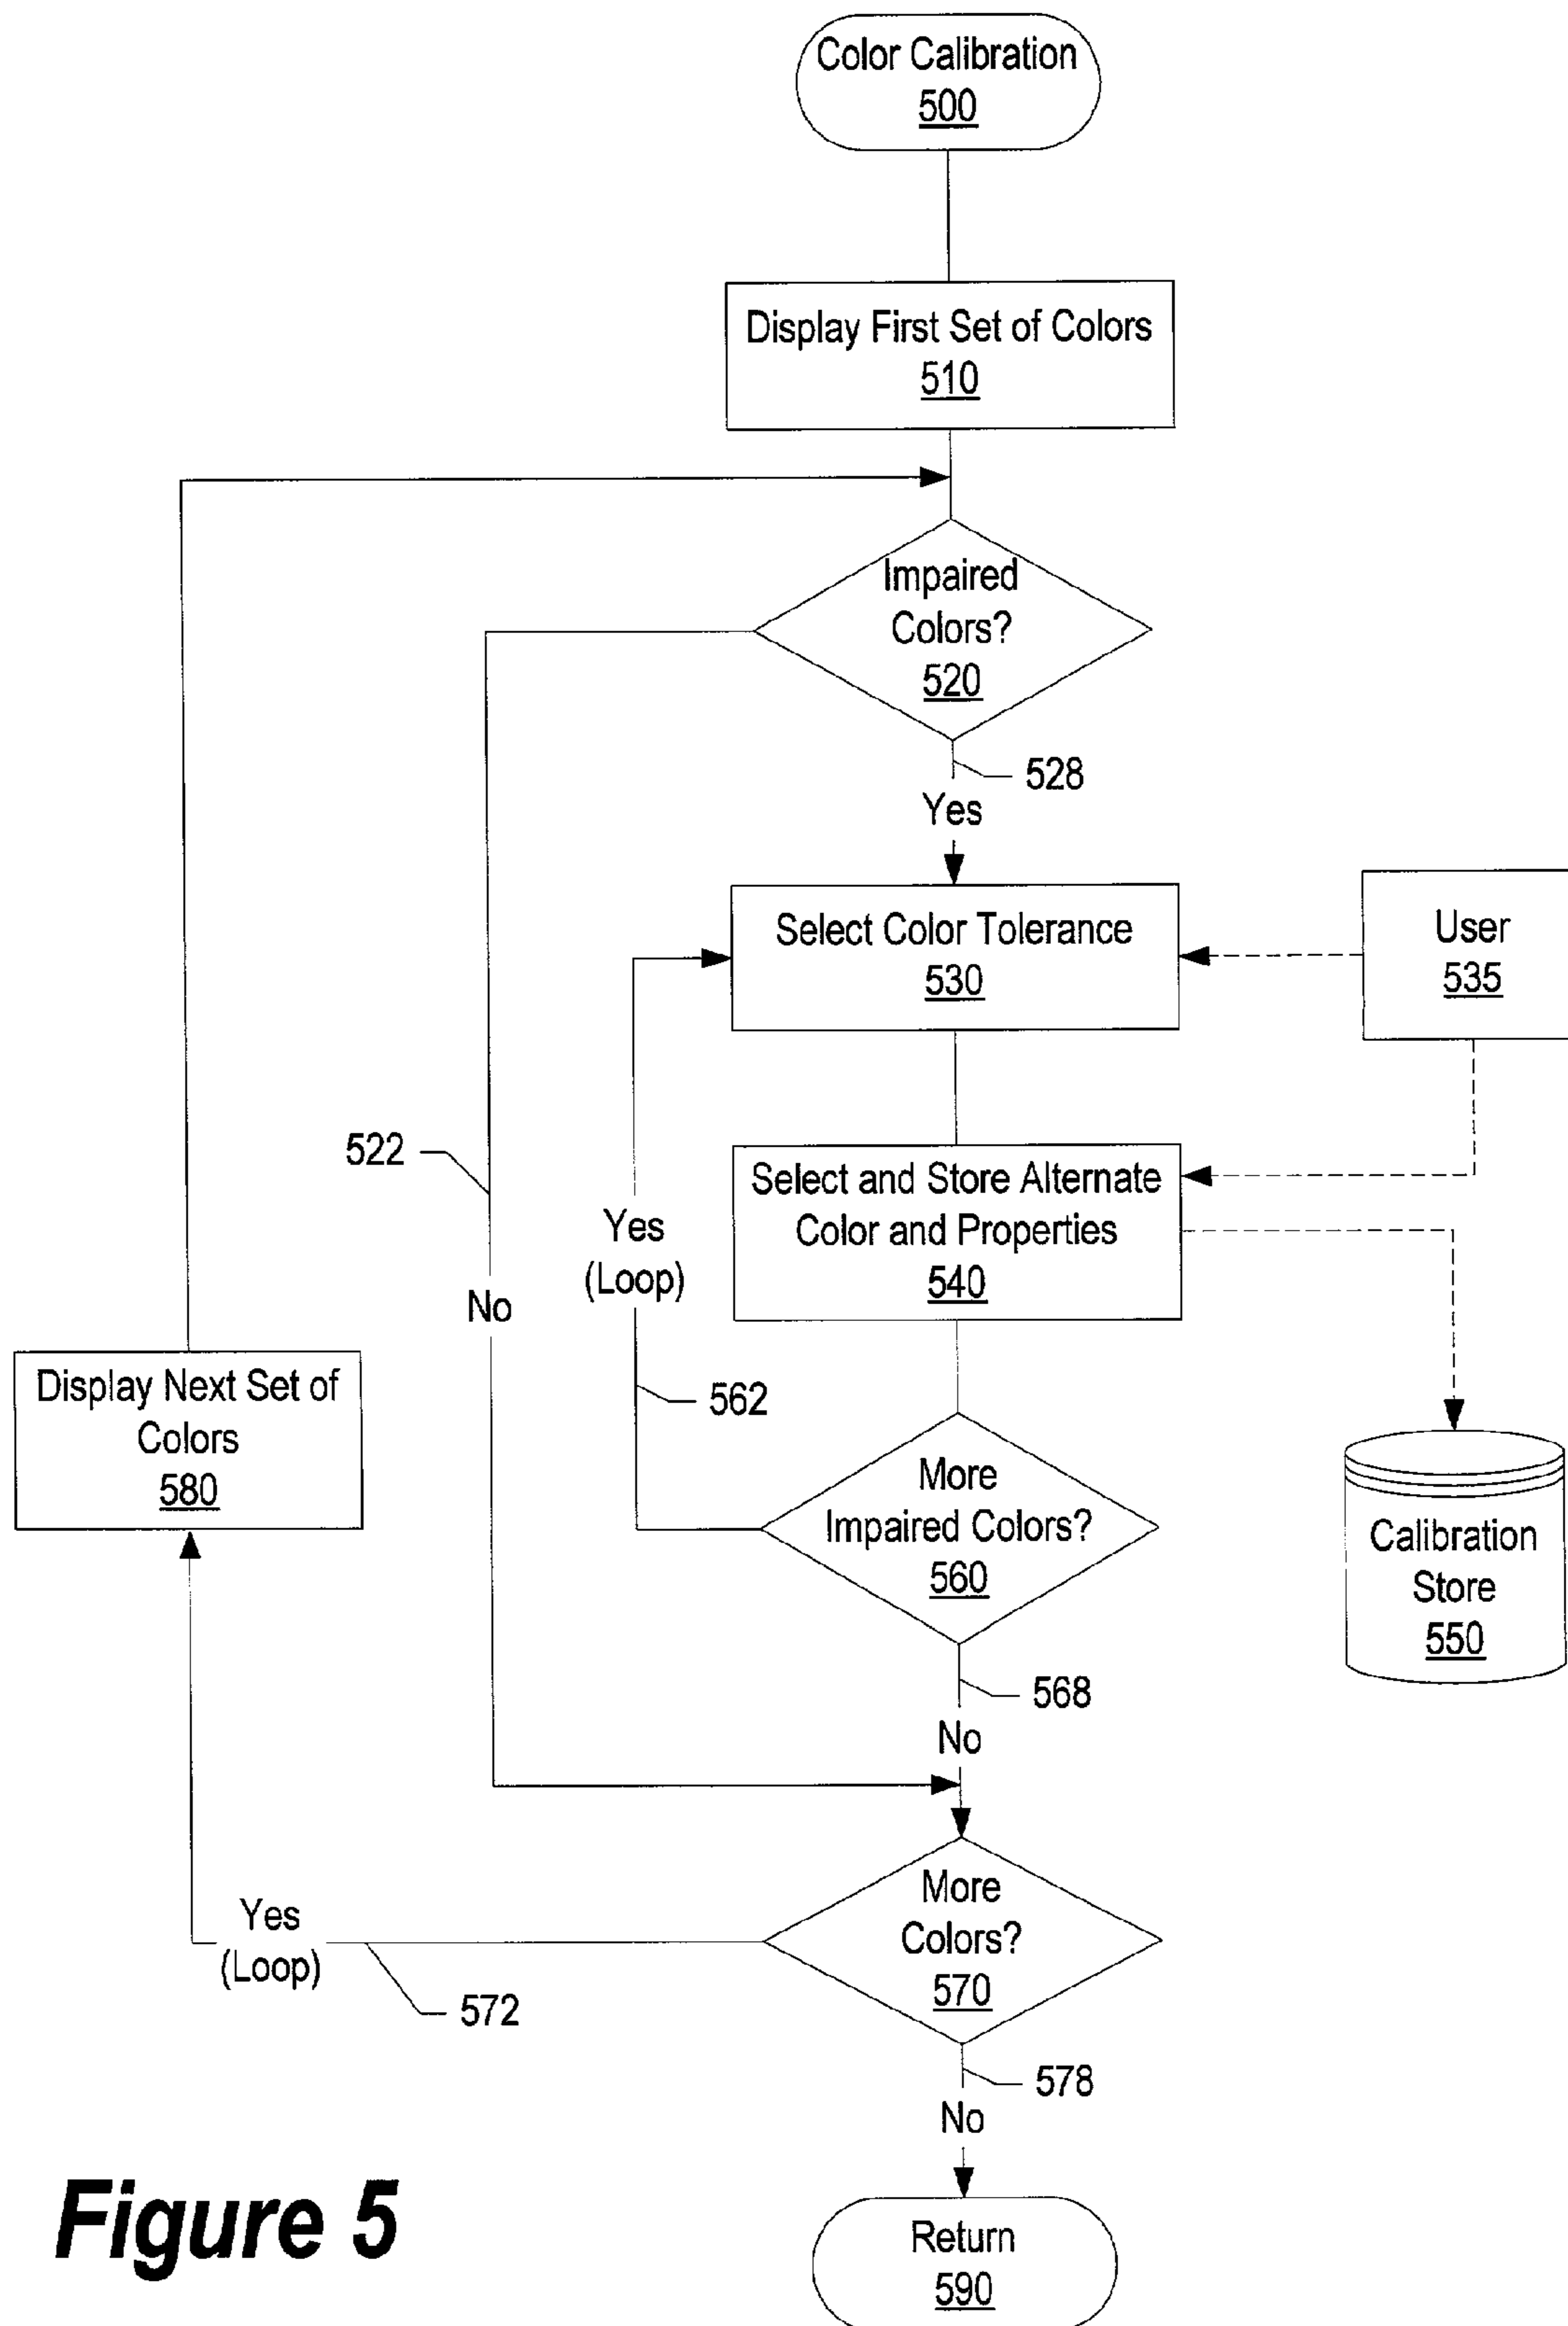 Color Calibration
500
Display First Set of Colors
510
Impaired
Colors?
520
528
Yes
Select Color Tolerance
530
User
535
522
No
Yes
(Loop)
Select and Store Alternate
Color and Properties
540
562
Display Next Set of
Colors
580
More
Impaired Colors?
560
Calibration
Store
550
568
No
More
Colors?
570
Yes
(Loop)
572
578
No
Return
590
Figure 5